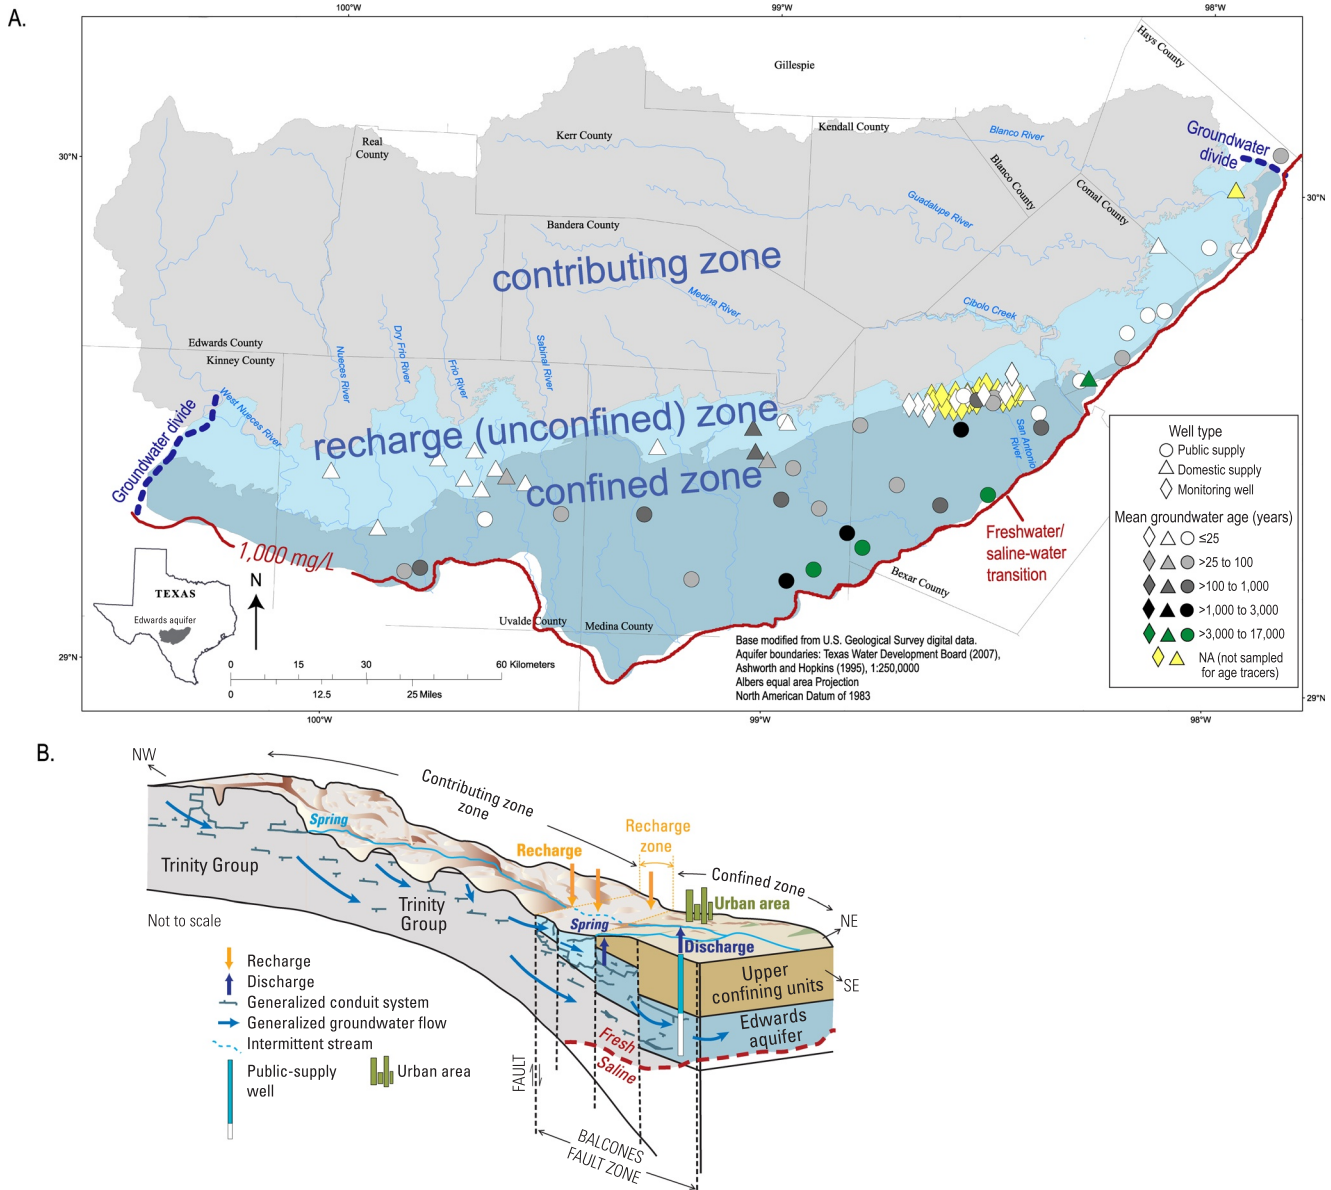 A.
100°W
99°W
98°W
Hays County
Gillespie
Real
County
Kerr County
Kendall County
Blanco River
Groundwater
divide
30°N
30°N
Blanco County
Comal County
Guadalupe River
Bandera County
contributing zone
Medina River
Cibolo Creek
Edwards County
Kinney County
Nueces River
Dry Frio River
Frio River
Sabinal River
West Nueces River
Groundwater divide
recharge (unconfined) zone
confined zone
San Antonio
River
Well type
Public supply
Domestic supply
Monitoring well
Mean groundwater age (years)
≤25
>25 to 100
>100 to 1,000
>1,000 to 3,000
>3,000 to 17,000
NA (not sampled
for age tracers)
1,000 mg/L
Freshwater/
saline-water
transition
Bexar County
TEXAS
Edwards aquifer
N
Uvalde County
Medina County
Base modified from U.S. Geological Survey digital data.
Aquifer boundaries: Texas Water Development Board (2007),
Ashworth and Hopkins (1995), 1:250,0000
Albers equal area Projection
North American Datum of 1983
0 15 30 60 Kilometers
0 12.5 25 Miles
29°N
29°N
100°W
99°W
98°W
B.
NW
Contributing zone
zone
Spring
Recharge
Recharge
zone
Confined zone
Urban area
Trinity Group
Trinity
Group
Spring
Discharge
NE
SE
Upper
confining units
Edwards
aquifer
Fresh
Saline
FAULT
BALCONES
FAULT ZONE
Not to scale
Recharge
Discharge
Generalized conduit system
Generalized groundwater flow
Intermittent stream
Public-supply
well
Urban area